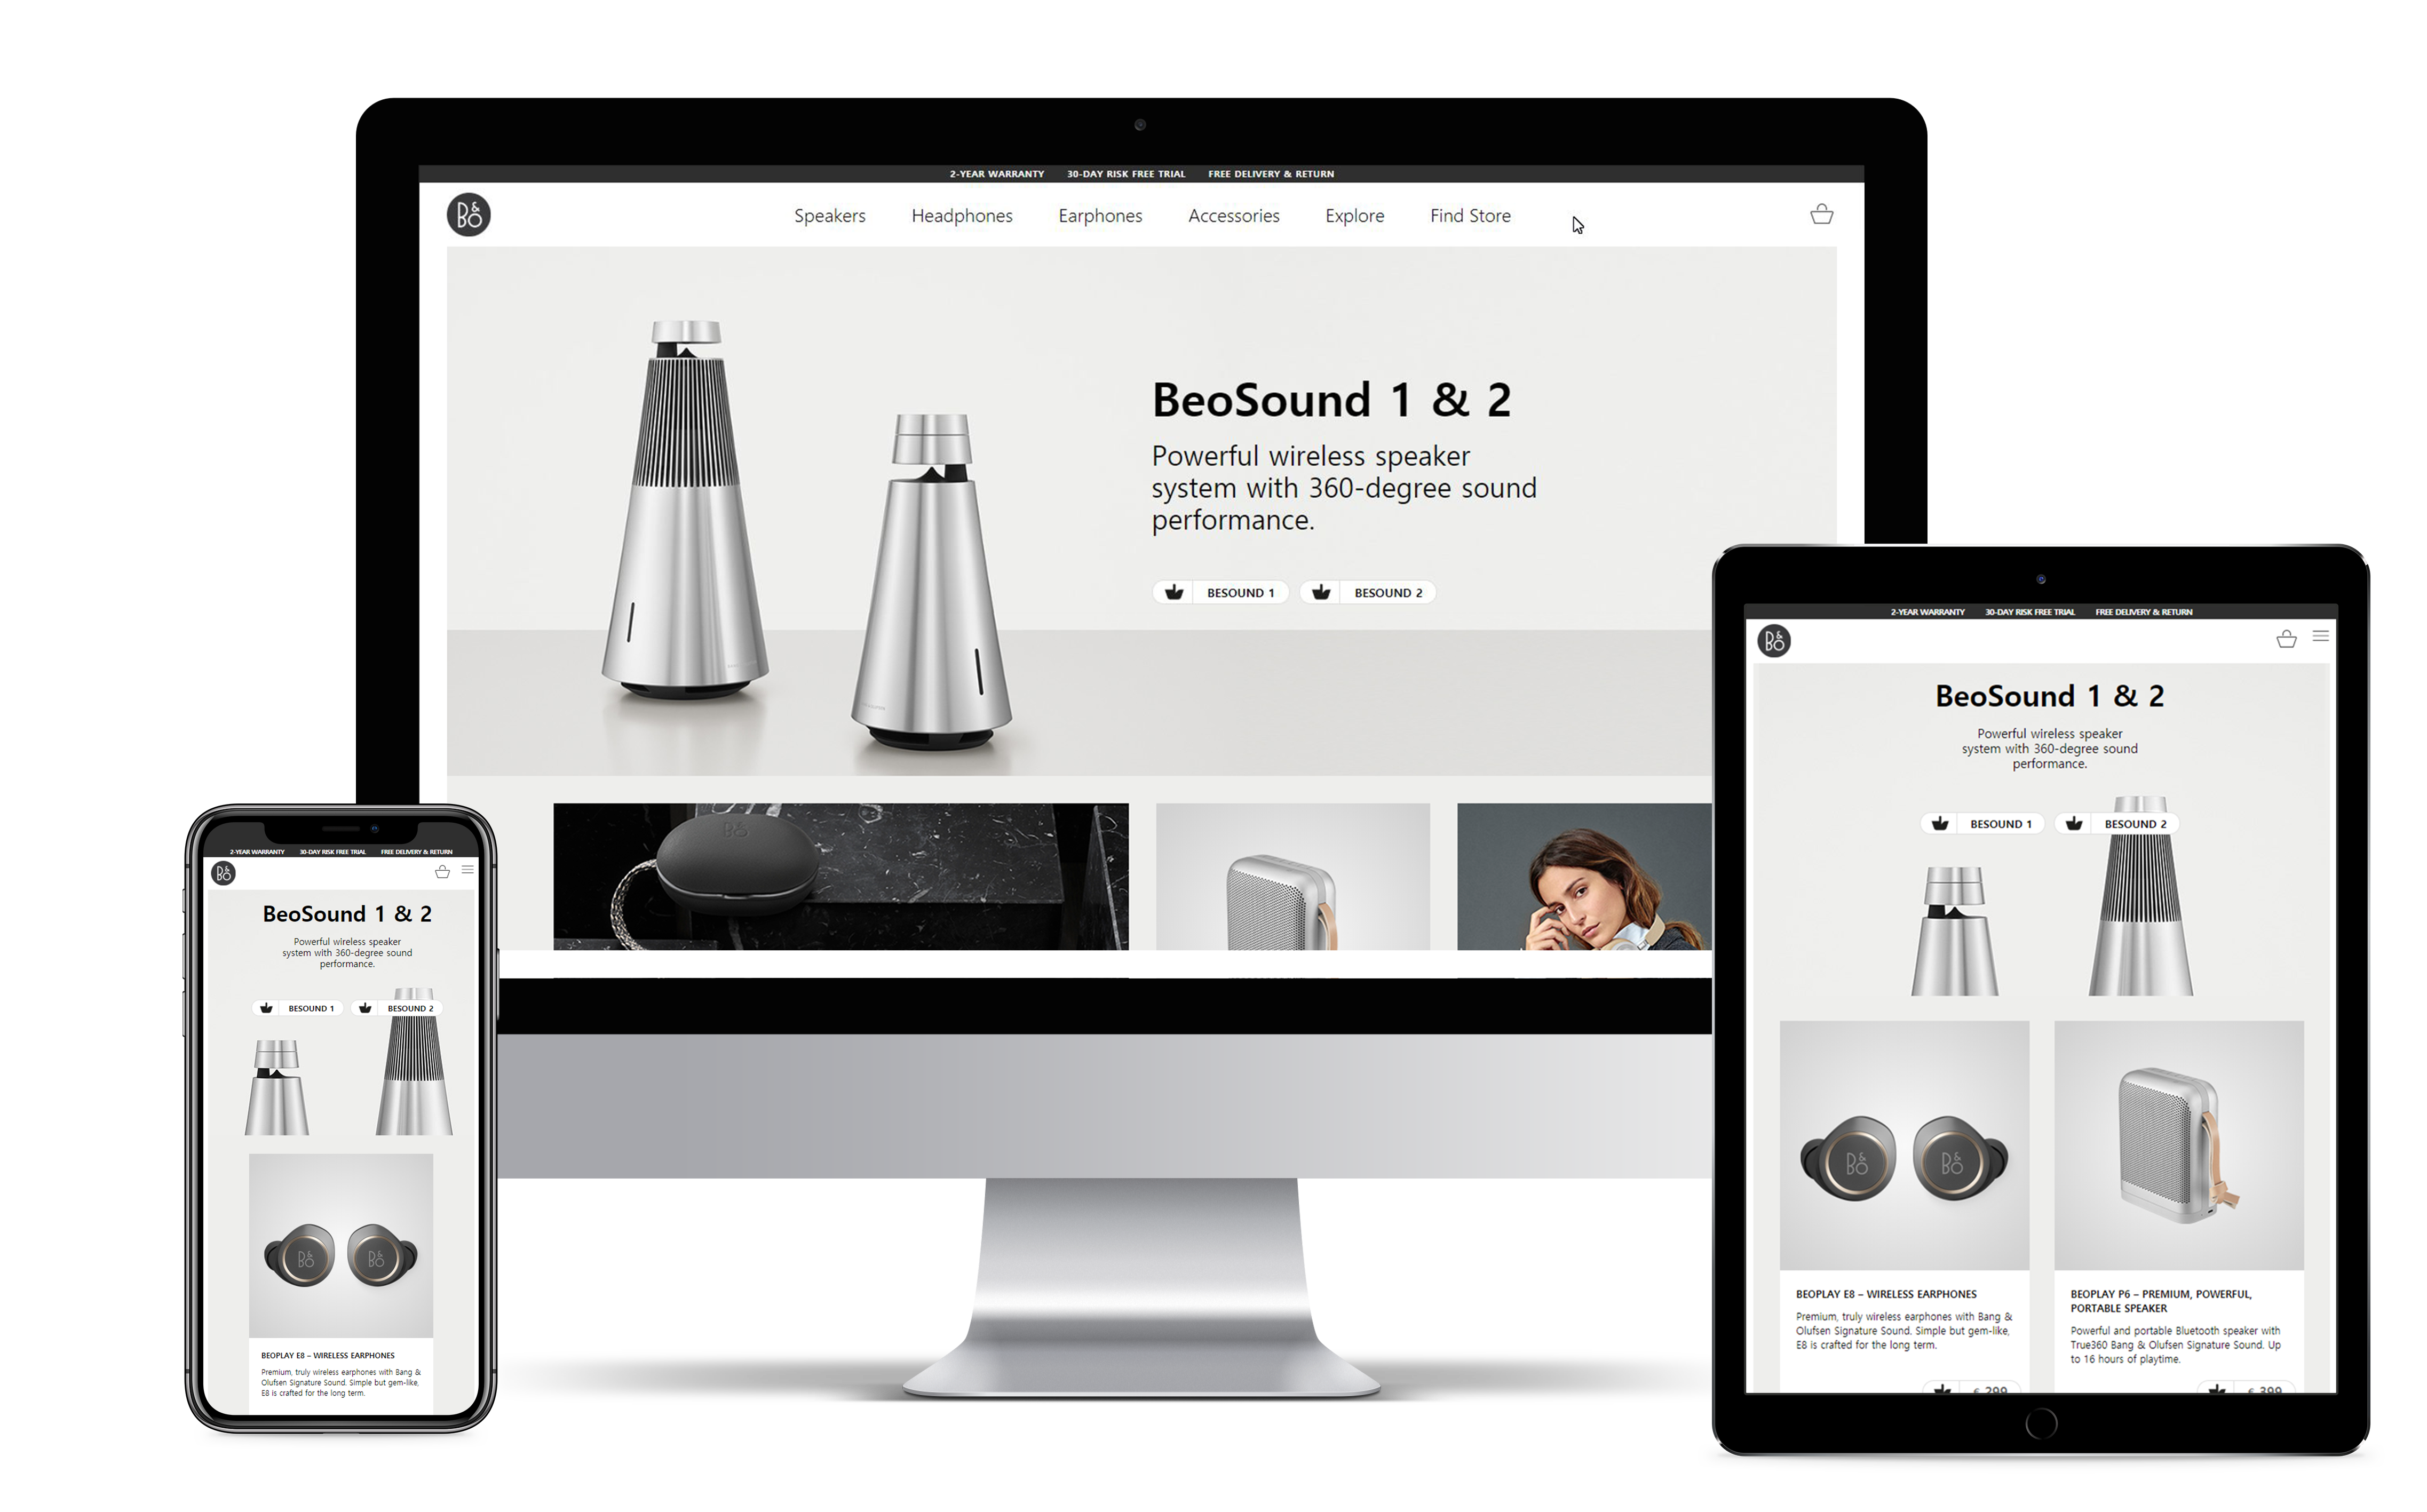 2-YEAR WARRANTY 30-DAY RISK FREE TRIAL FREE DELIVERY & RETURN
B&O Speakers Headphones Earphones Accessories Explore Find Store
BeoSound 1 & 2
Powerful wireless speaker
system with 360-degree sound
performance.
BESOUND 1 BESOUND 2
B&O
2-YEAR WARRANTY 30-DAY RISK FREE TRIAL FREE DELIVERY & RETURN
B&O
BeoSound 1 & 2
Powerful wireless speaker
system with 360-degree sound
performance.
BESOUND 1 BESOUND 2
B&O B&O
BEOPLAY E8 – WIRELESS EARPHONES
Premium, truly wireless earphones with Bang &
Olufsen Signature Sound. Simple but gem-like,
E8 is crafted for the long term.
2-YEAR WARRANTY 30-DAY RISK FREE TRIAL FREE DELIVERY & RETURN
B&O
BeoSound 1 & 2
Powerful wireless speaker
system with 360-degree sound
performance.
BESOUND 1 BESOUND 2
B&O B&O
BEOPLAY E8 – WIRELESS EARPHONES
Premium, truly wireless earphones with Bang &
Olufsen Signature Sound. Simple but gem-like,
E8 is crafted for the long term.
€ 299
BEOPLAY P6 – PREMIUM, POWERFUL,
PORTABLE SPEAKER
Powerful and portable Bluetooth speaker with
True360 Bang & Olufsen Signature Sound. Up
to 16 hours of playtime.
€ 399